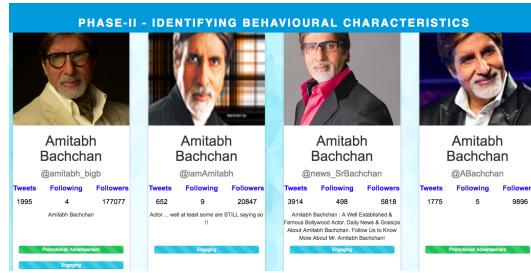 PHASE-II - IDENTIFYING BEHAVIOURAL CHARACTERISTICS
Amitabh
Bachchan
@amitabh_bigb
Tweets Following Followers
1995 4 177077
Amitabh Bachchan
Promotional Advertisement
Engaging
Amitabh
Bachchan
@iamAmitabh
Tweets Following Followers
652 9 20847
Actor ... well at least some are STILL saying so
!!
Engaging
Amitabh
Bachchan
@news_SrBachchan
Tweets Following Followers
3914 498 5818
Amitabh Bachchan : A Well Established &
Famous Bollywood Actor. Daily News & Gossips
About Amitabh Bachchan. Follow Us to Know
More About Mr. Amitabh Bachchan!
Engaging
Amitabh
Bachchan
@ABachchan
Tweets Following Followers
1775 5 9896
Promotional Advertisement